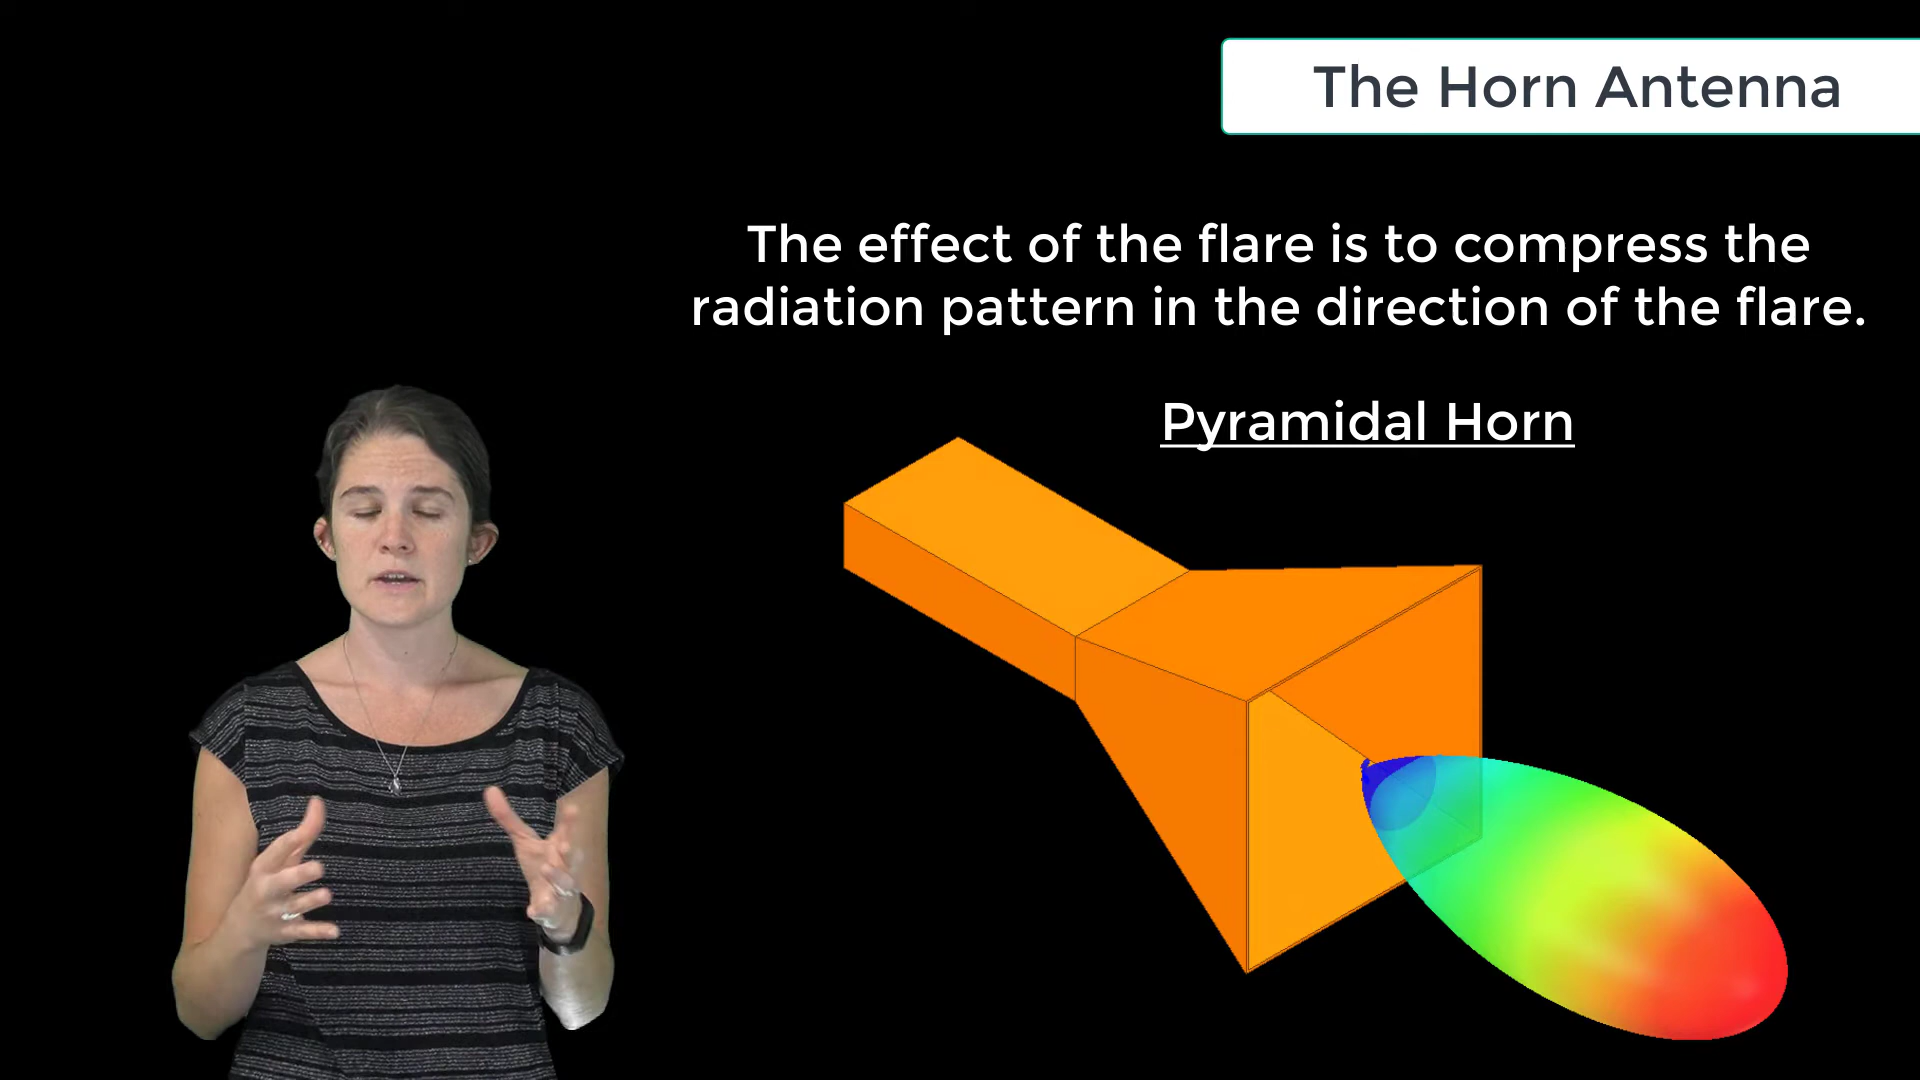 The Horn Antenna
The effect of the flare is to compress the
radiation pattern in the direction of the flare.
Pyramidal Horn